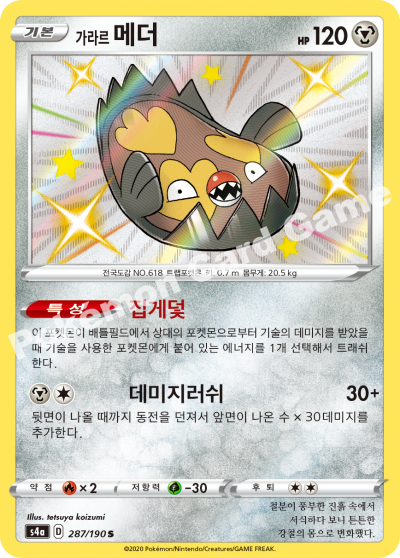 기본 가라르 메더 HP 120
전국도감 NO.618 트랩포켓몬 키: 0.7 m 몸무게: 20.5 kg
특성 집게덫
이 포켓몬이 배틀필드에서 상대의 포켓몬으로부터 기술의 데미지를 받았을
때 기술을 사용한 포켓몬에게 붙어 있는 에너지를 1개 선택해서 트래쉬
한다.
데미지러쉬 30+
뒷면이 나올 때까지 동전을 던져서 앞면이 나온 수 × 30데미지를
추가한다.
약점 ×2 저항력 -30 후퇴
Illus. tetsuya koizumi
s4a D 287/190 S
철분이 풍부한 진흙 속에서
서식하다 보니 튼튼한
강철의 몸으로 변화했다.
©2020 Pokémon/Nintendo/Creatures/GAME FREAK.
Pokémon Card Game